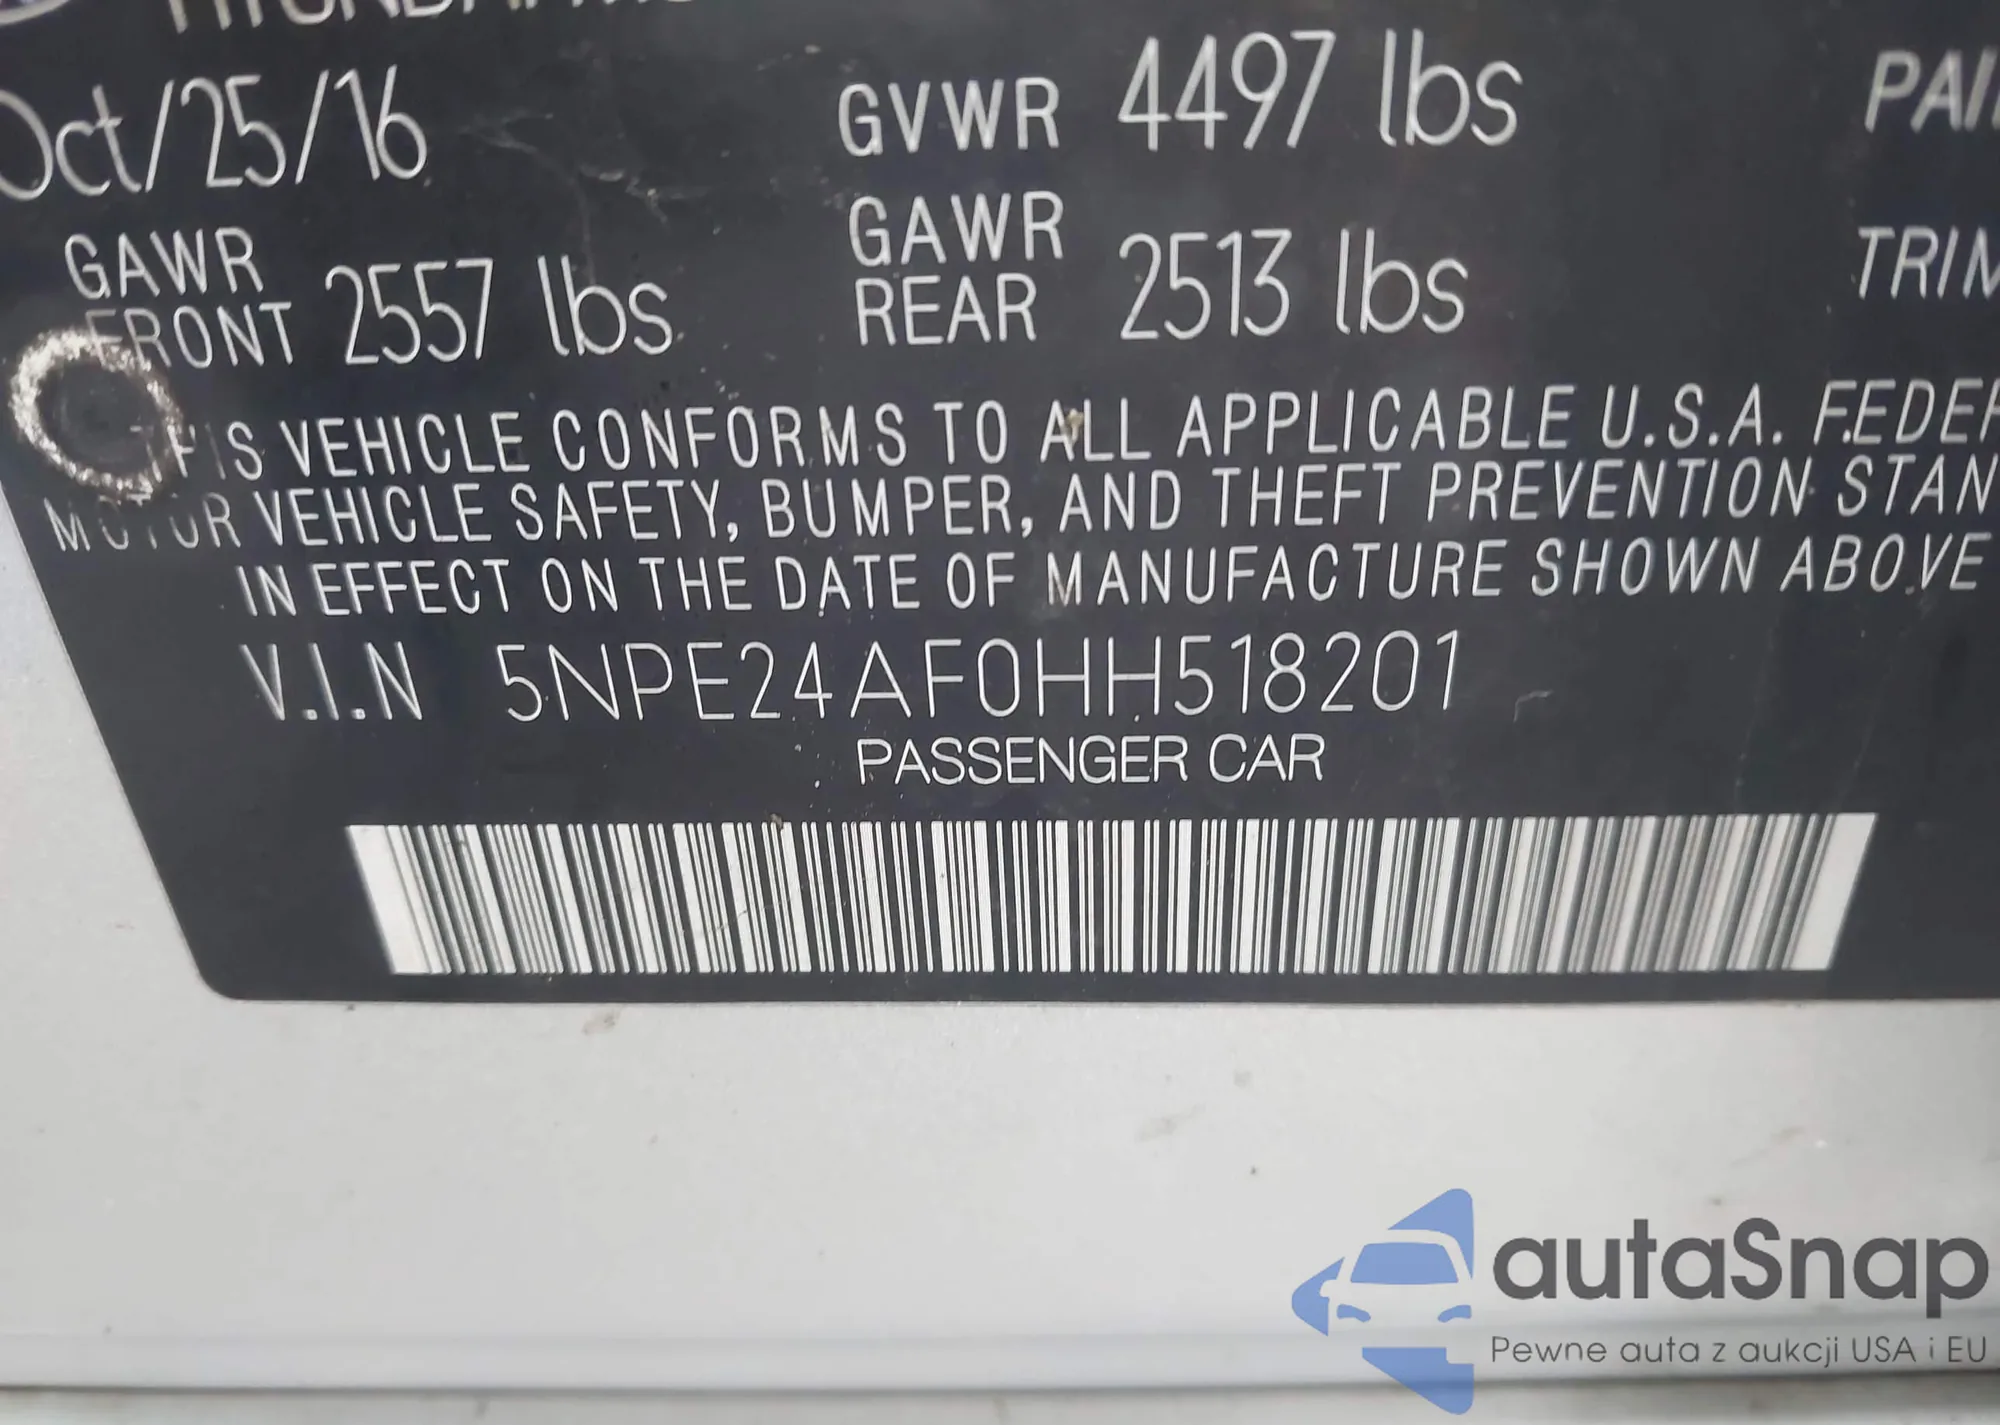 Oct/25/16 GVWR 4497 lbs
GAWR FRONT 2557 lbs GAWR REAR 2513 lbs
THIS VEHICLE CONFORMS TO ALL APPLICABLE U.S.A.
MOTOR VEHICLE SAFETY, BUMPER, AND THEFT PREVENTION
IN EFFECT ON THE DATE OF MANUFACTURE SHOWN ABOVE
V.I.N 5NPE24AF0HH518201
PASSENGER CAR
autaSnap
Pewne auta z aukcji USA i EU